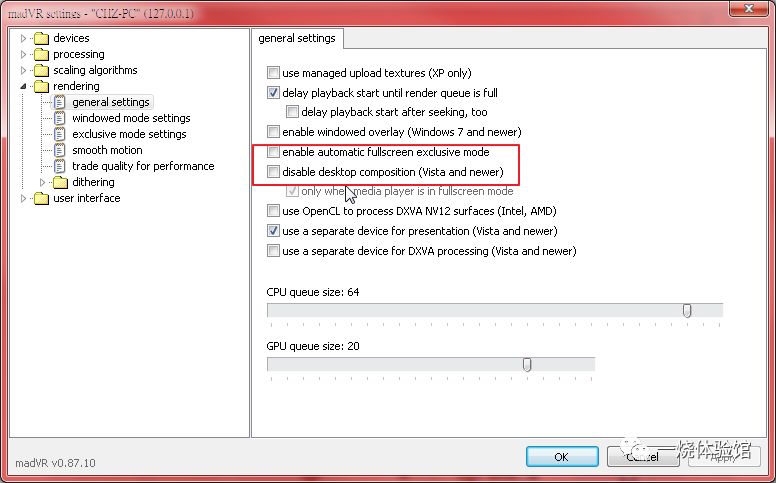 madVR settings - "CHZ-PC" (127.0.0.1)
devices
processing
scaling algorithms
rendering
general settings
windowed mode settings
exclusive mode settings
smooth motion
trade quality for performance
dithering
user interface
general settings
use managed upload textures (XP only)
delay playback start until render queue is full
delay playback start after seeking, too
enable windowed overlay (Windows 7 and newer)
enable automatic fullscreen exclusive mode
disable desktop composition (Vista and newer)
only when media player is in fullscreen mode
use OpenCL to process DXVA NV12 surfaces (Intel, AMD)
use a separate device for presentation (Vista and newer)
use a separate device for DXVA processing (Vista and newer)
CPU queue size: 64
GPU queue size: 20
madVR v0.87.10
OK
Cancel
Apply
一烧体验馆